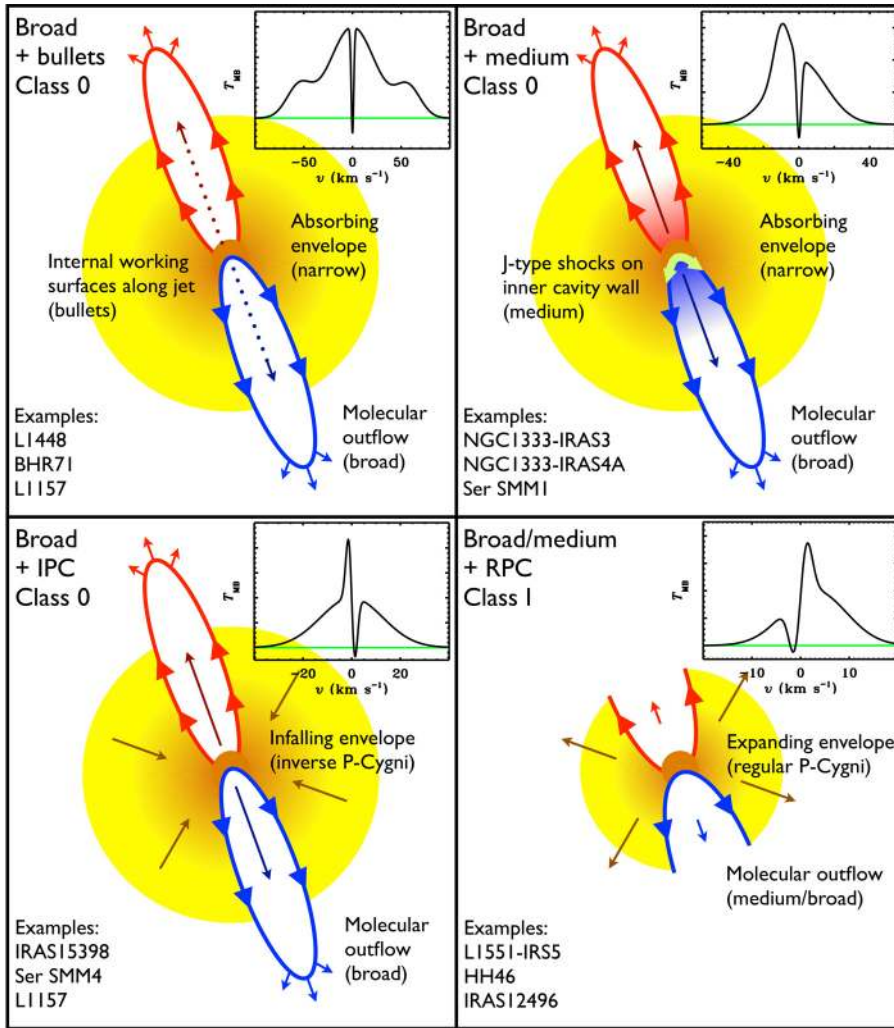 Broad
+ bullets
Class 0
T_MB
−50 0 50
v (km s⁻¹)
Internal working
surfaces along jet
(bullets)
Absorbing
envelope
(narrow)
Examples:
L1448
BHR71
L1157
Molecular
outflow
(broad)
Broad
+ medium
Class 0
T_MB
−40 0 40
v (km s⁻¹)
J-type shocks on
inner cavity wall
(medium)
Absorbing
envelope
(narrow)
Examples:
NGC1333-IRAS3
NGC1333-IRAS4A
Ser SMM1
Molecular
outflow
(broad)
Broad
+ IPC
Class 0
T_MB
−20 0 20
v (km s⁻¹)
Infalling envelope
(inverse P-Cygni)
Examples:
IRAS15398
Ser SMM4
L1157
Molecular
outflow
(broad)
Broad/medium
+ RPC
Class I
T_MB
−10 0 10
v (km s⁻¹)
Expanding envelope
(regular P-Cygni)
Molecular outflow
(medium/broad)
Examples:
L1551-IRS5
HH46
IRAS12496